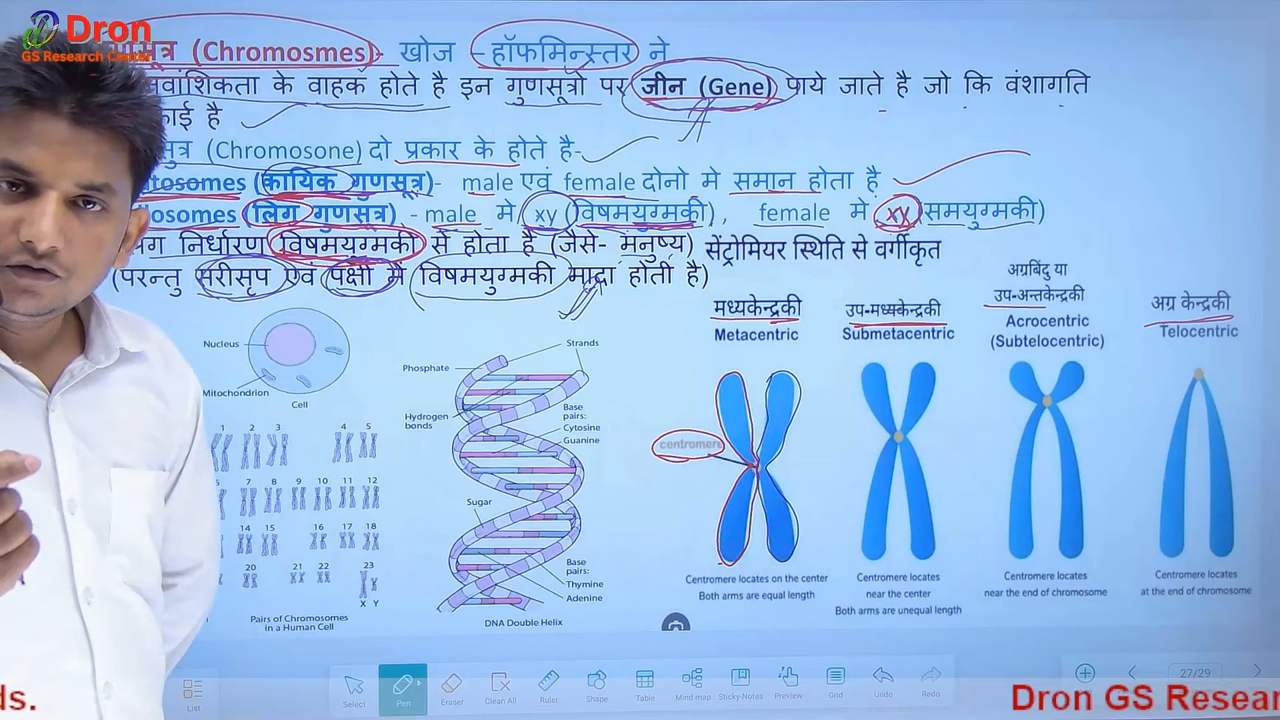 Dron
GS Research Center
सूत्र (Chromosmes)- खोज - हॉफमिन्स्तर ने
वांशिकता के वाहक होते है इन गुणसूत्रो पर जीन (Gene) पाये जाते है जो कि वंशागति
काई है
सुत्र (Chromosone) दो प्रकार के होते है-
tosomes (कायिक गुणसूत्र)- male एवं female दोनो मे समान होता है
losomes (लिंग गुणसत्र) - male मे xy (विषमयुग्मकी), female मे xy (समयुग्मकी)
निर्धारण विषमयुग्मकी से होता है (जैसे- मनुष्य) सेंट्रोमियर स्थिति से वर्गीकृत
(परन्तु सरीसृप एवं पक्षी में विषमयुग्मकी मादा होती है)
मध्यकेन्द्रकी
Metacentric
उप-मध्यकेन्द्रकी
Submetacentric
अग्रबिंदु या
उप-अन्तकेन्द्रकी
Acrocentric
(Subtelocentric)
अग्र केन्द्रकी
Telocentric
Nucleus
Mitochondrion
Cell
1 2 3 4 5
7 8 9 10 11 12
14 15 16 17 18
20 21 22 23
X Y
Pairs of Chromosomes
in a Human Cell
Strands
Phosphate
Hydrogen
bonds
Base
pairs:
Cytosine
Guanine
Sugar
Base
pairs:
Thymine
Adenine
DNA Double Helix
centromers
Centromere locates on the center
Both arms are equal length
Centromere locates
near the center
Both arms are unequal length
Centromere locates
near the end of chromosome
Centromere locates
at the end of chromosome
List
Select
Pen
Eraser
Clean All
Ruler
Shape
Table
Mind map
Sticky-Notes
Preview
Grid
Undo
Redo
27/29
ds.
Dron GS Resear